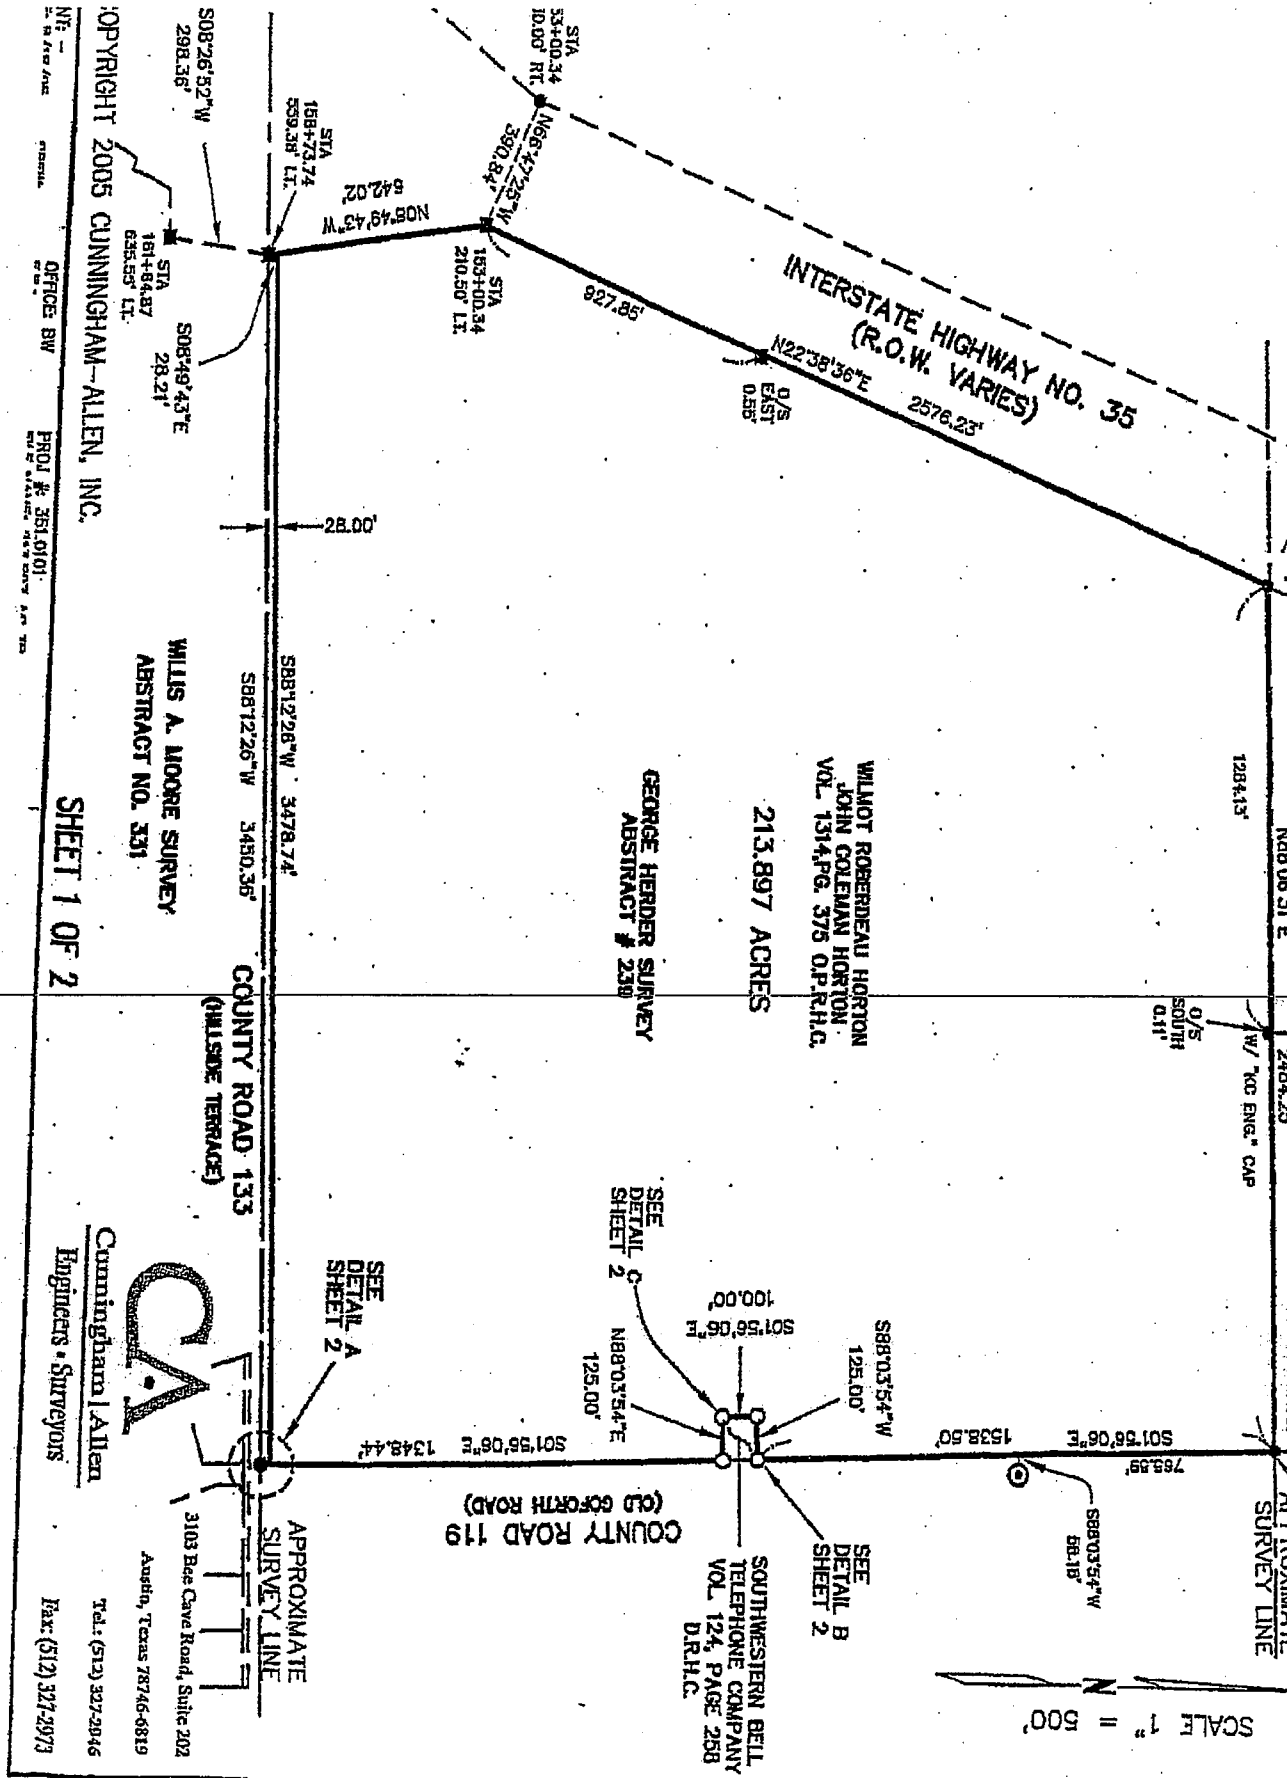 STA
53+00.34
10.00' RT.
N66°47'25"W
390.84'
S08°26'52"W
298.36'
STA
158+73.74
559.38' LT.
642.02'
N08°49'43"W
STA
153+00.34
210.50' LT.
927.85'
O/S
EAST
0.55'
N22°38'36"E
2576.23'
INTERSTATE HIGHWAY NO. 35
(R.O.W. VARIES)
STA
161+64.87
635.55' LT.
S08°49'43"E
28.21'
28.00'
COPYRIGHT 2005 CUNNINGHAM-ALLEN, INC.
OFFICE: BW
PROJ #: 351.0101
WILLIS A. MOORE SURVEY
ABSTRACT NO. 331
S88°12'26"W 3478.74'
S88°12'26"W 3450.36'
SHEET 1 OF 2
1284.13'
WILMOT ROBERDEAU HORTON
JOHN COLEMAN HORTON
VOL. 1314,PG. 375 O.P.R.H.C.
213.897 ACRES
GEORGE HERDER SURVEY
ABSTRACT # 239
O/S
SOUTH
0.11'
W/ "KC ENG." CAP
COUNTY ROAD 133
(HILLSIDE TERRACE)
SEE
DETAIL A
SHEET 2
SEE
DETAIL C
SHEET 2
S01°56'06"E
100.00'
N88°03'54"E
125.00'
S88°03'54"W
125.00'
S01°56'06"E 1348.44'
1538.50'
S01°56'06"E
S88°03'54"W
COUNTY ROAD 119
(OLD GOFORTH ROAD)
SEE
DETAIL B
SHEET 2
SOUTHWESTERN BELL
TELEPHONE COMPANY
VOL. 124, PAGE 258
D.R.H.C.
APPROXIMATE
SURVEY LINE
SURVEY LINE
N
SCALE 1" = 500'
CA
Cunningham | Allen
Engineers • Surveyors
3103 Bee Cave Road, Suite 202
Austin, Texas 78746-6819
Tel.: (512) 327-2946
Fax: (512) 327-2973